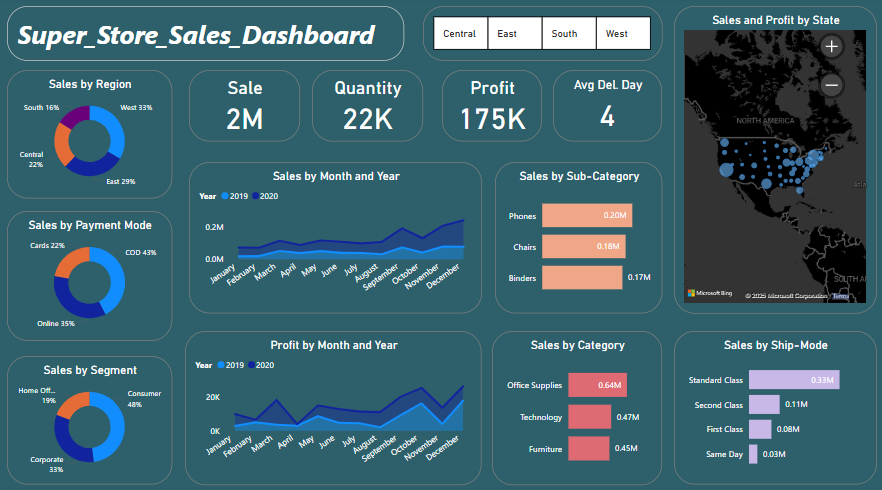 Super_Store_Sales_Dashboard
Central East South West
Sales and Profit by State
NORTH AMERICA
Microsoft Bing
© 2025 Microsoft Corporation Terms
Sales by Region
South 16%
West 33%
Central
22%
East 29%
Sale
2M
Quantity
22K
Profit
175K
Avg Del. Day
4
Sales by Month and Year
Year 2019 2020
0.2M
0.0M
January February March April May June July August September October November December
Sales by Sub-Category
Phones 0.20M
Chairs 0.18M
Binders 0.17M
Sales by Payment Mode
Cards 22%
COD 43%
Online 35%
Profit by Month and Year
Year 2019 2020
20K
0K
January February March April May June July August September October November December
Sales by Category
Office Supplies 0.64M
Technology 0.47M
Furniture 0.45M
Sales by Ship-Mode
Standard Class 0.33M
Second Class 0.11M
First Class 0.08M
Same Day 0.03M
Sales by Segment
Home Off...
19%
Consumer
48%
Corporate
33%